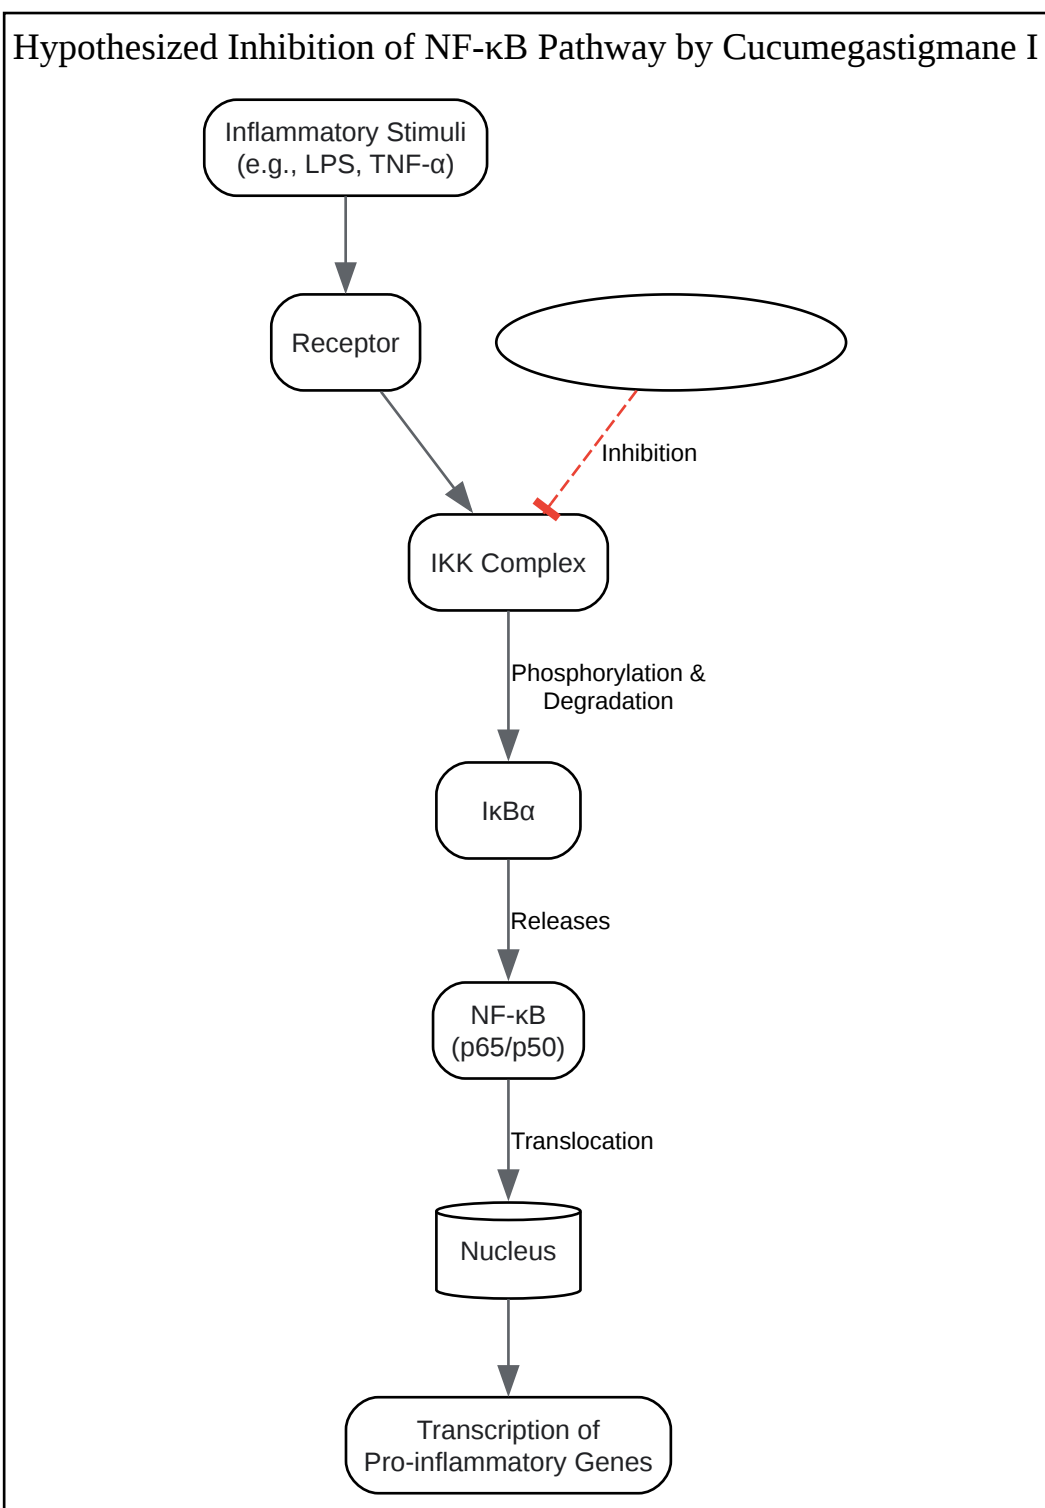 Hypothesized Inhibition of NF-κB Pathway by Cucumegastigmane I
Inflammatory Stimuli
(e.g., LPS, TNF-α)
Receptor
Inhibition
IKK Complex
Phosphorylation &
Degradation
IκBα
Releases
NF-κB
(p65/p50)
Translocation
Nucleus
Transcription of
Pro-inflammatory Genes